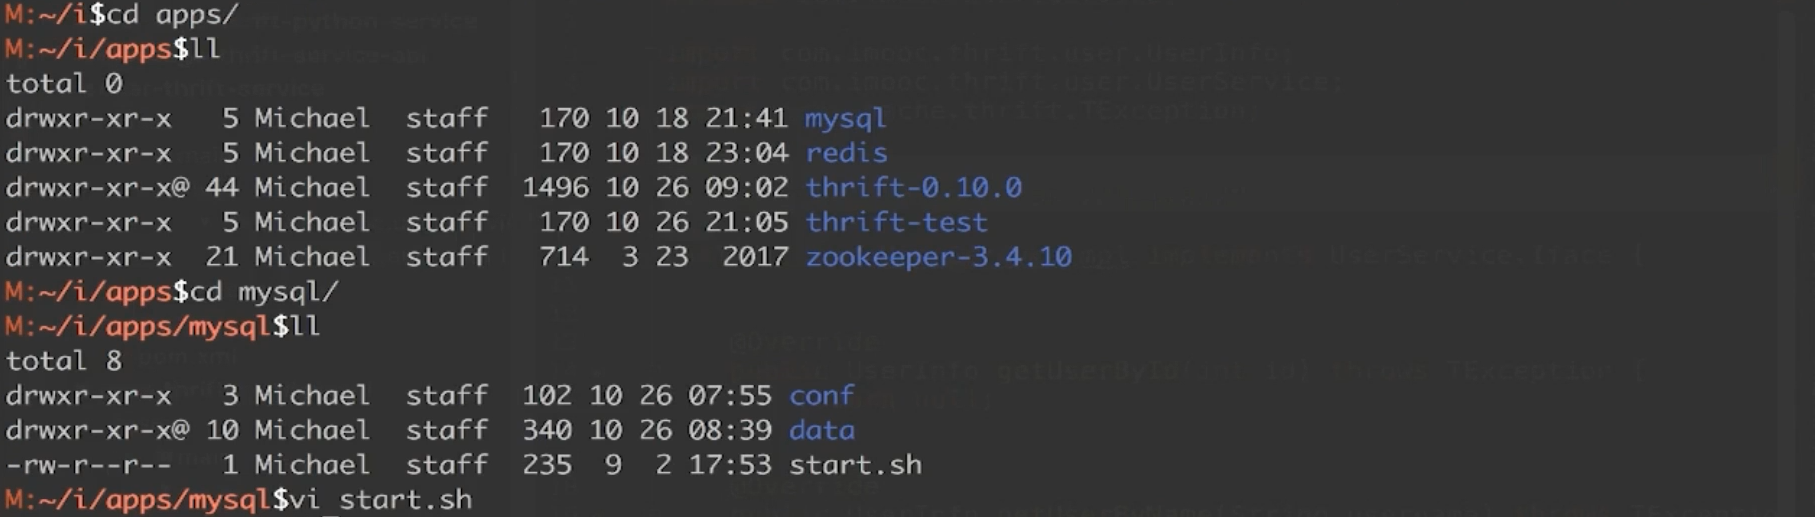 M:~/i$cd apps/
M:~/i/apps$ll
total 0
drwxr-xr-x   5 Michael  staff   170 10 18 21:41 mysql
drwxr-xr-x   5 Michael  staff   170 10 18 23:04 redis
drwxr-xr-x@ 44 Michael  staff  1496 10 26 09:02 thrift-0.10.0
drwxr-xr-x   5 Michael  staff   170 10 26 21:05 thrift-test
drwxr-xr-x  21 Michael  staff   714  3 23  2017 zookeeper-3.4.10
M:~/i/apps$cd mysql/
M:~/i/apps/mysql$ll
total 8
drwxr-xr-x   3 Michael  staff  102 10 26 07:55 conf
drwxr-xr-x@ 10 Michael  staff  340 10 26 08:39 data
-rw-r--r--   1 Michael  staff  235  9  2 17:53 start.sh
M:~/i/apps/mysql$vi start.sh